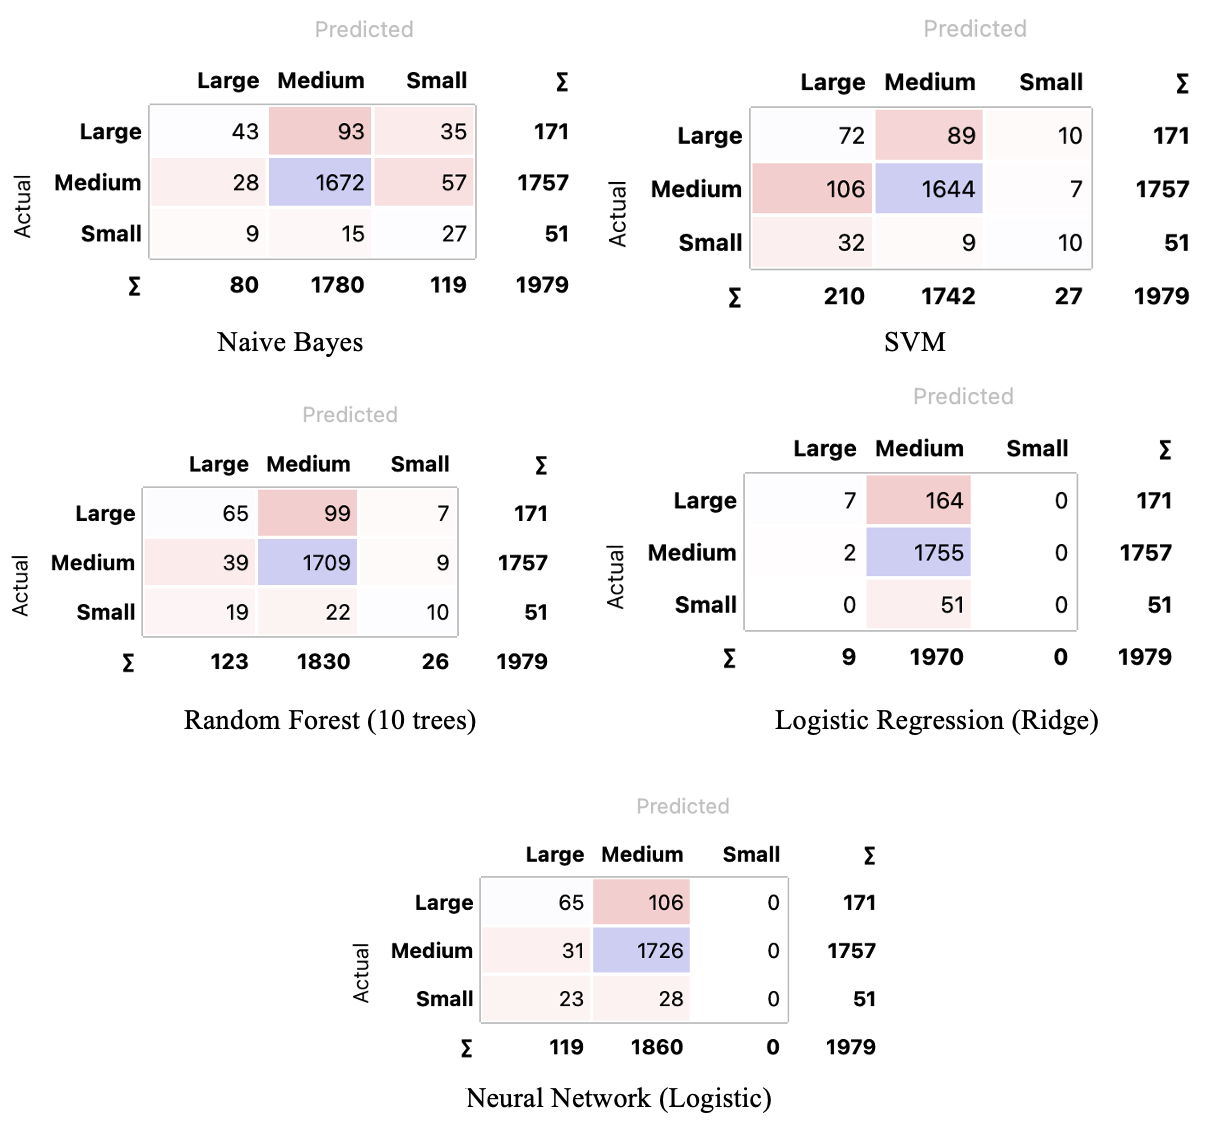 Predicted
Large Medium Small Σ
Actual
Large 43 93 35 171
Medium 28 1672 57 1757
Small 9 15 27 51
Σ 80 1780 119 1979
Naive Bayes
Predicted
Large Medium Small Σ
Actual
Large 72 89 10 171
Medium 106 1644 7 1757
Small 32 9 10 51
Σ 210 1742 27 1979
SVM
Predicted
Large Medium Small Σ
Actual
Large 65 99 7 171
Medium 39 1709 9 1757
Small 19 22 10 51
Σ 123 1830 26 1979
Random Forest (10 trees)
Predicted
Large Medium Small Σ
Actual
Large 7 164 0 171
Medium 2 1755 0 1757
Small 0 51 0 51
Σ 9 1970 0 1979
Logistic Regression (Ridge)
Predicted
Large Medium Small Σ
Actual
Large 65 106 0 171
Medium 31 1726 0 1757
Small 23 28 0 51
Σ 119 1860 0 1979
Neural Network (Logistic)